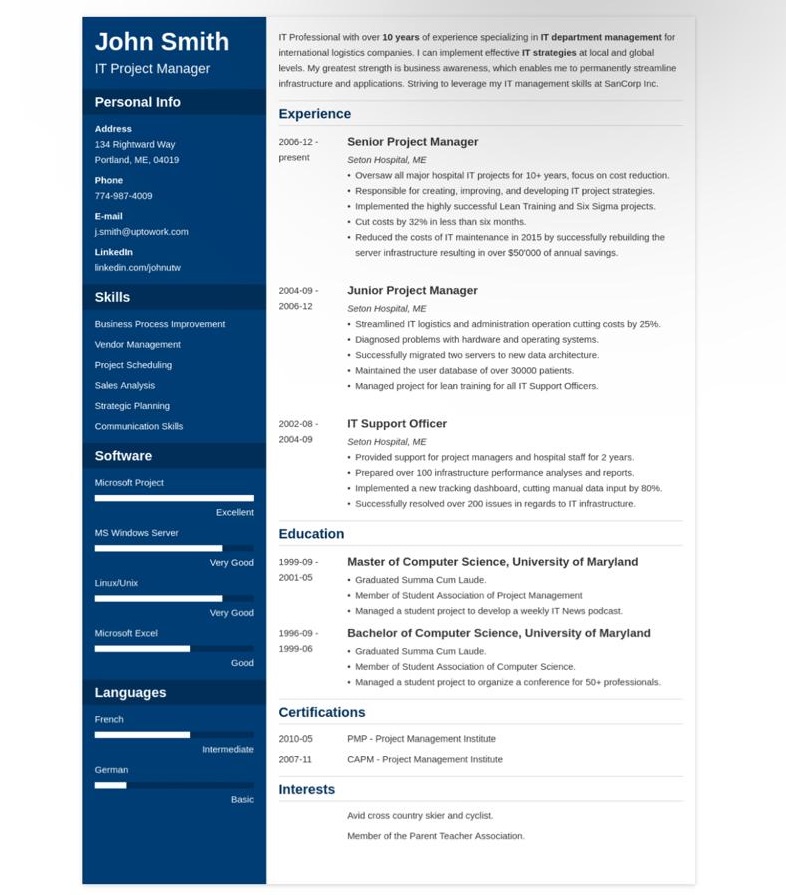 John Smith
IT Project Manager
Personal Info
Address
134 Rightward Way
Portland, ME, 04019
Phone
774-987-4009
E-mail
j.smith@uptowork.com
LinkedIn
linkedin.com/johnutw
Skills
Business Process Improvement
Vendor Management
Project Scheduling
Sales Analysis
Strategic Planning
Communication Skills
Software
Microsoft Project
Excellent
MS Windows Server
Very Good
Linux/Unix
Very Good
Microsoft Excel
Good
Languages
French
Intermediate
German
Basic
IT Professional with over 10 years of experience specializing in IT department management for
international logistics companies. I can implement effective IT strategies at local and global
levels. My greatest strength is business awareness, which enables me to permanently streamline
infrastructure and applications. Striving to leverage my IT management skills at SanCorp Inc.
Experience
2006-12 -
present
Senior Project Manager
Seton Hospital, ME
• Oversaw all major hospital IT projects for 10+ years, focus on cost reduction.
• Responsible for creating, improving, and developing IT project strategies.
• Implemented the highly successful Lean Training and Six Sigma projects.
• Cut costs by 32% in less than six months.
• Reduced the costs of IT maintenance in 2015 by successfully rebuilding the
server infrastructure resulting in over $50'000 of annual savings.
2004-09 -
2006-12
Junior Project Manager
Seton Hospital, ME
• Streamlined IT logistics and administration operation cutting costs by 25%.
• Diagnosed problems with hardware and operating systems.
• Successfully migrated two servers to new data architecture.
• Maintained the user database of over 30000 patients.
• Managed project for lean training for all IT Support Officers.
2002-08 -
2004-09
IT Support Officer
Seton Hospital, ME
• Provided support for project managers and hospital staff for 2 years.
• Prepared over 100 infrastructure performance analyses and reports.
• Implemented a new tracking dashboard, cutting manual data input by 80%.
• Successfully resolved over 200 issues in regards to IT infrastructure.
Education
1999-09 -
2001-05
Master of Computer Science, University of Maryland
• Graduated Summa Cum Laude.
• Member of Student Association of Project Management
• Managed a student project to develop a weekly IT News podcast.
1996-09 -
1999-06
Bachelor of Computer Science, University of Maryland
• Graduated Summa Cum Laude.
• Member of Student Association of Computer Science.
• Managed a student project to organize a conference for 50+ professionals.
Certifications
2010-05 PMP - Project Management Institute
2007-11 CAPM - Project Management Institute
Interests
Avid cross country skier and cyclist.
Member of the Parent Teacher Association.